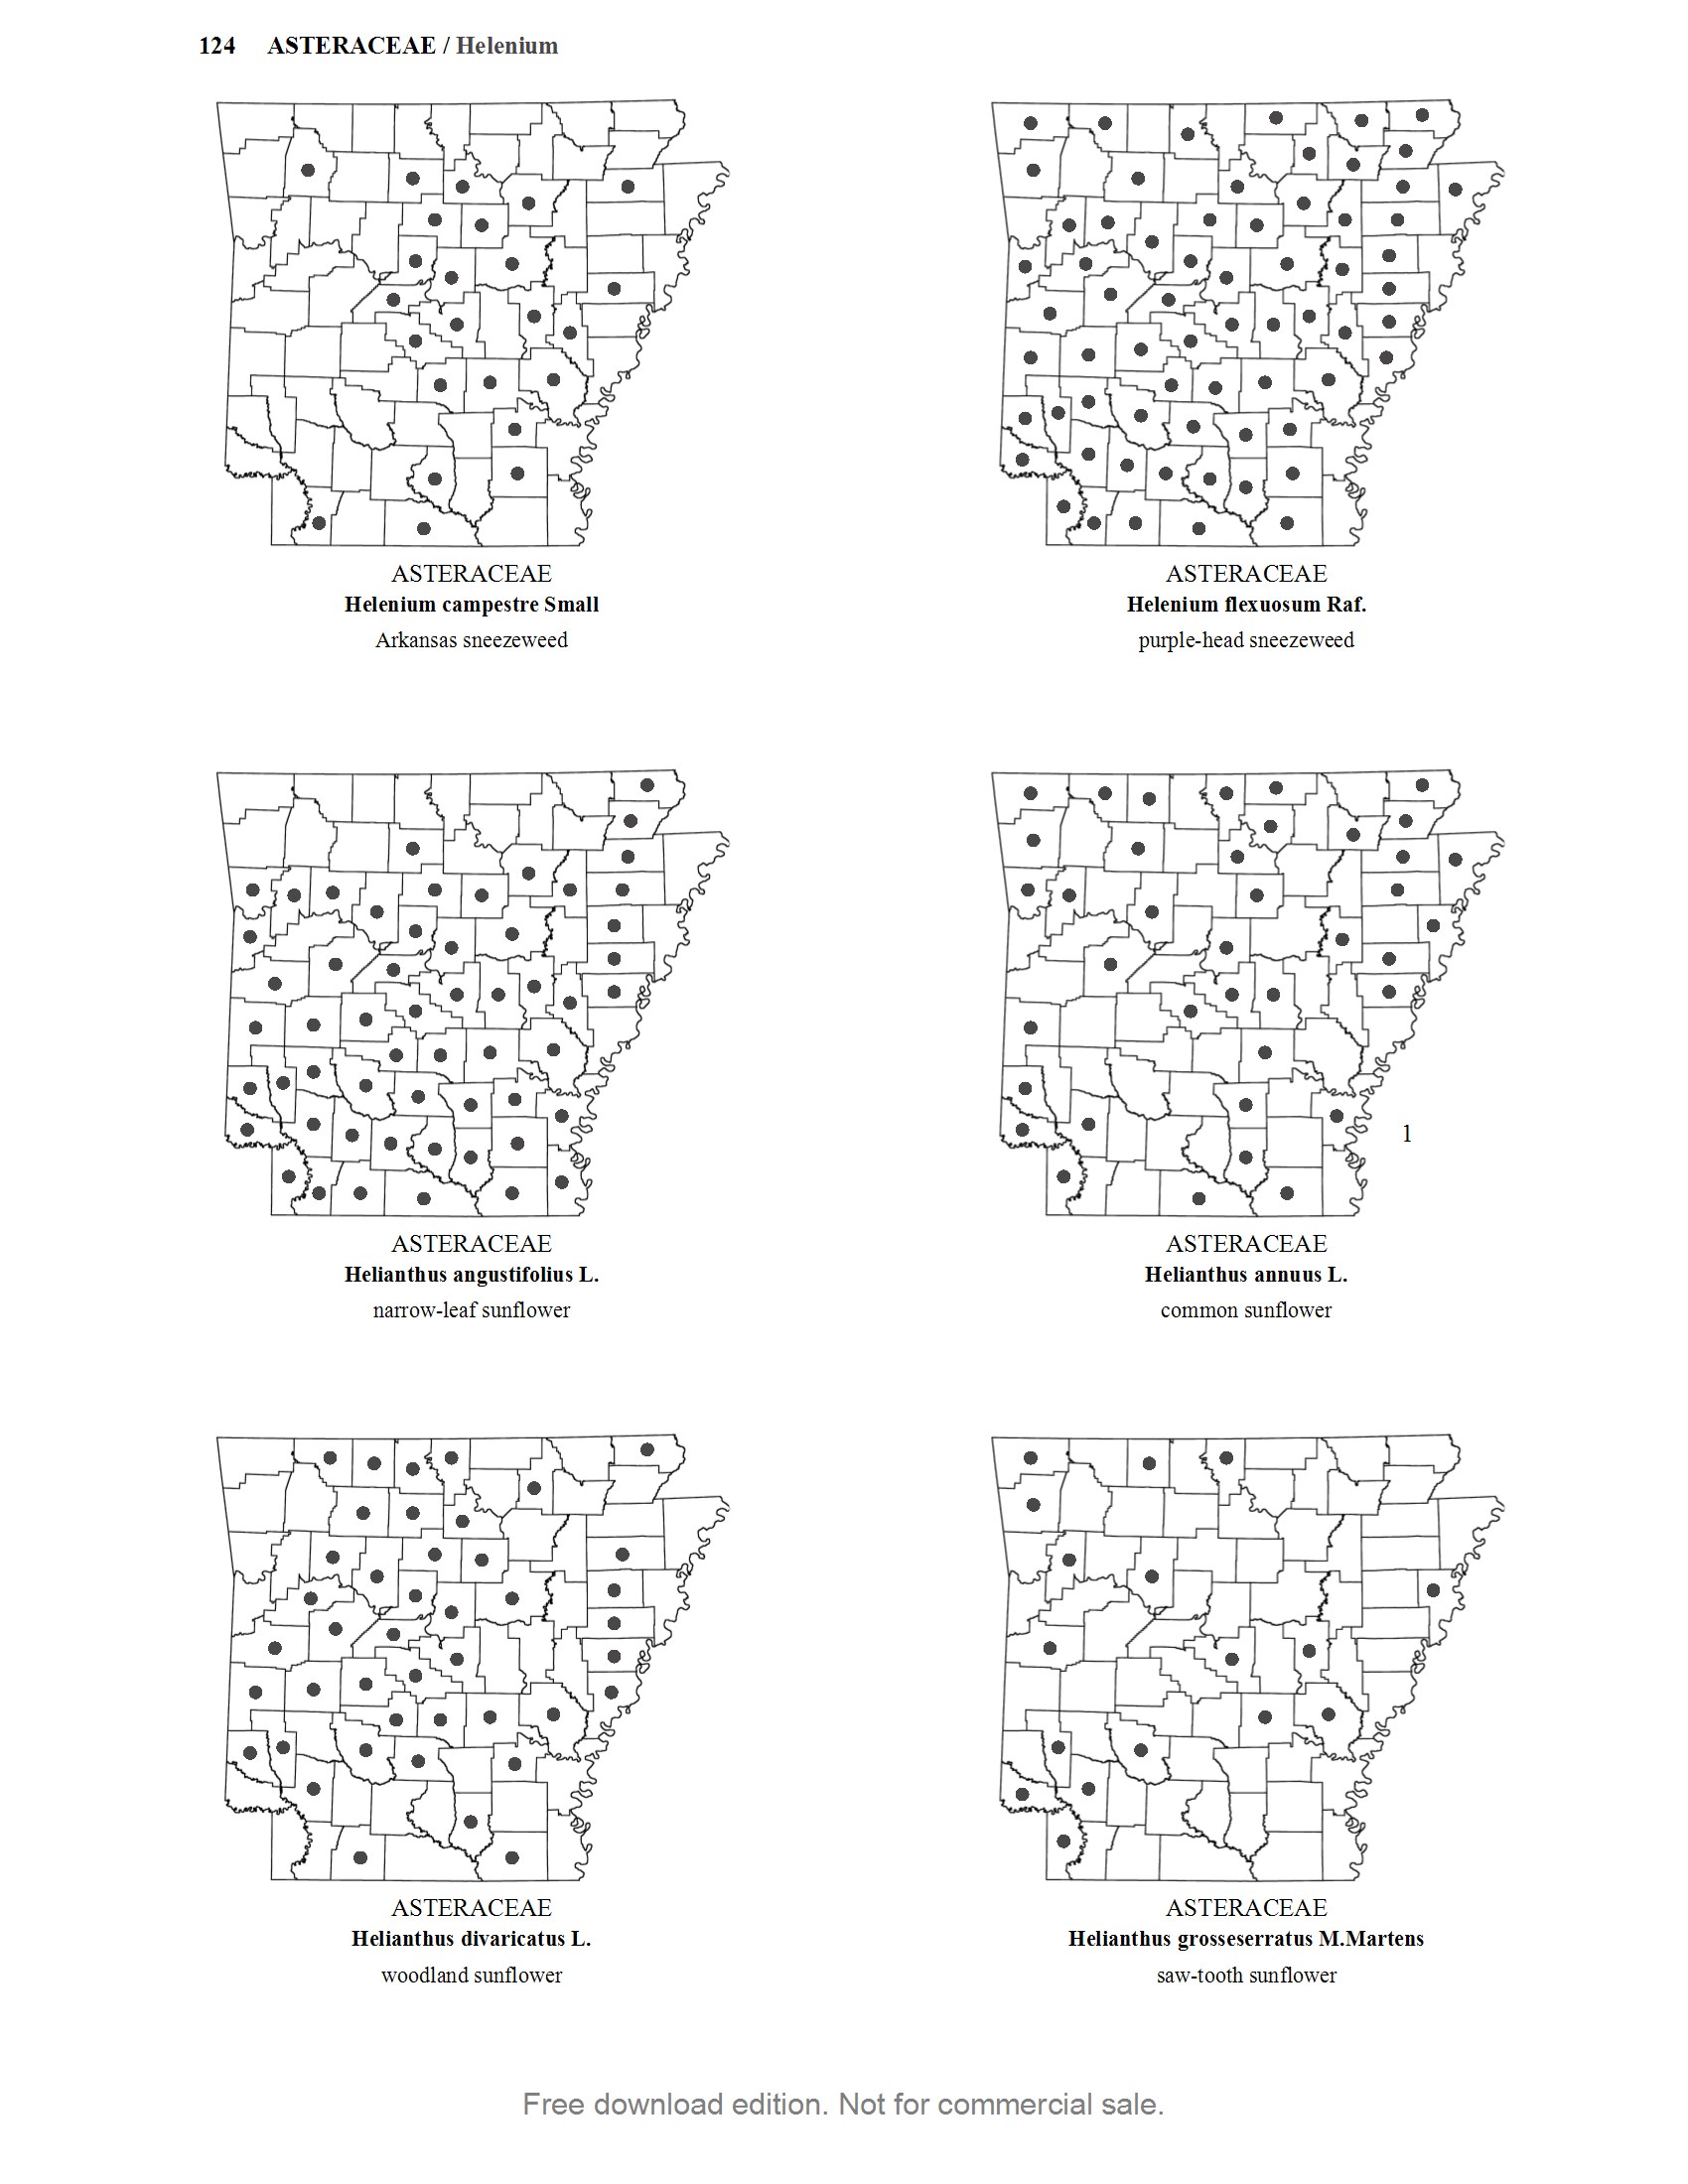 124 ASTERACEAE / Helenium
ASTERACEAE
Helenium campestre Small
Arkansas sneezeweed
ASTERACEAE
Helenium flexuosum Raf.
purple-head sneezeweed
ASTERACEAE
Helianthus angustifolius L.
narrow-leaf sunflower
1
ASTERACEAE
Helianthus annuus L.
common sunflower
ASTERACEAE
Helianthus divaricatus L.
woodland sunflower
ASTERACEAE
Helianthus grosseserratus M.Martens
saw-tooth sunflower
Free download edition. Not for commercial sale.